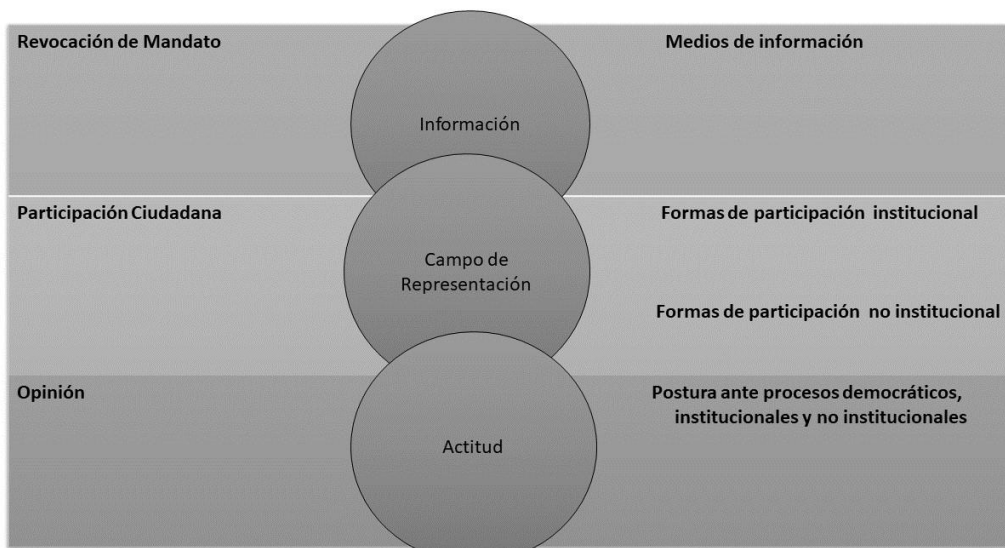 Revocación de Mandato
Información
Medios de información
Participación Ciudadana
Campo de
Representación
Formas de participación institucional
Formas de participación no institucional
Opinión
Actitud
Postura ante procesos democráticos,
institucionales y no institucionales